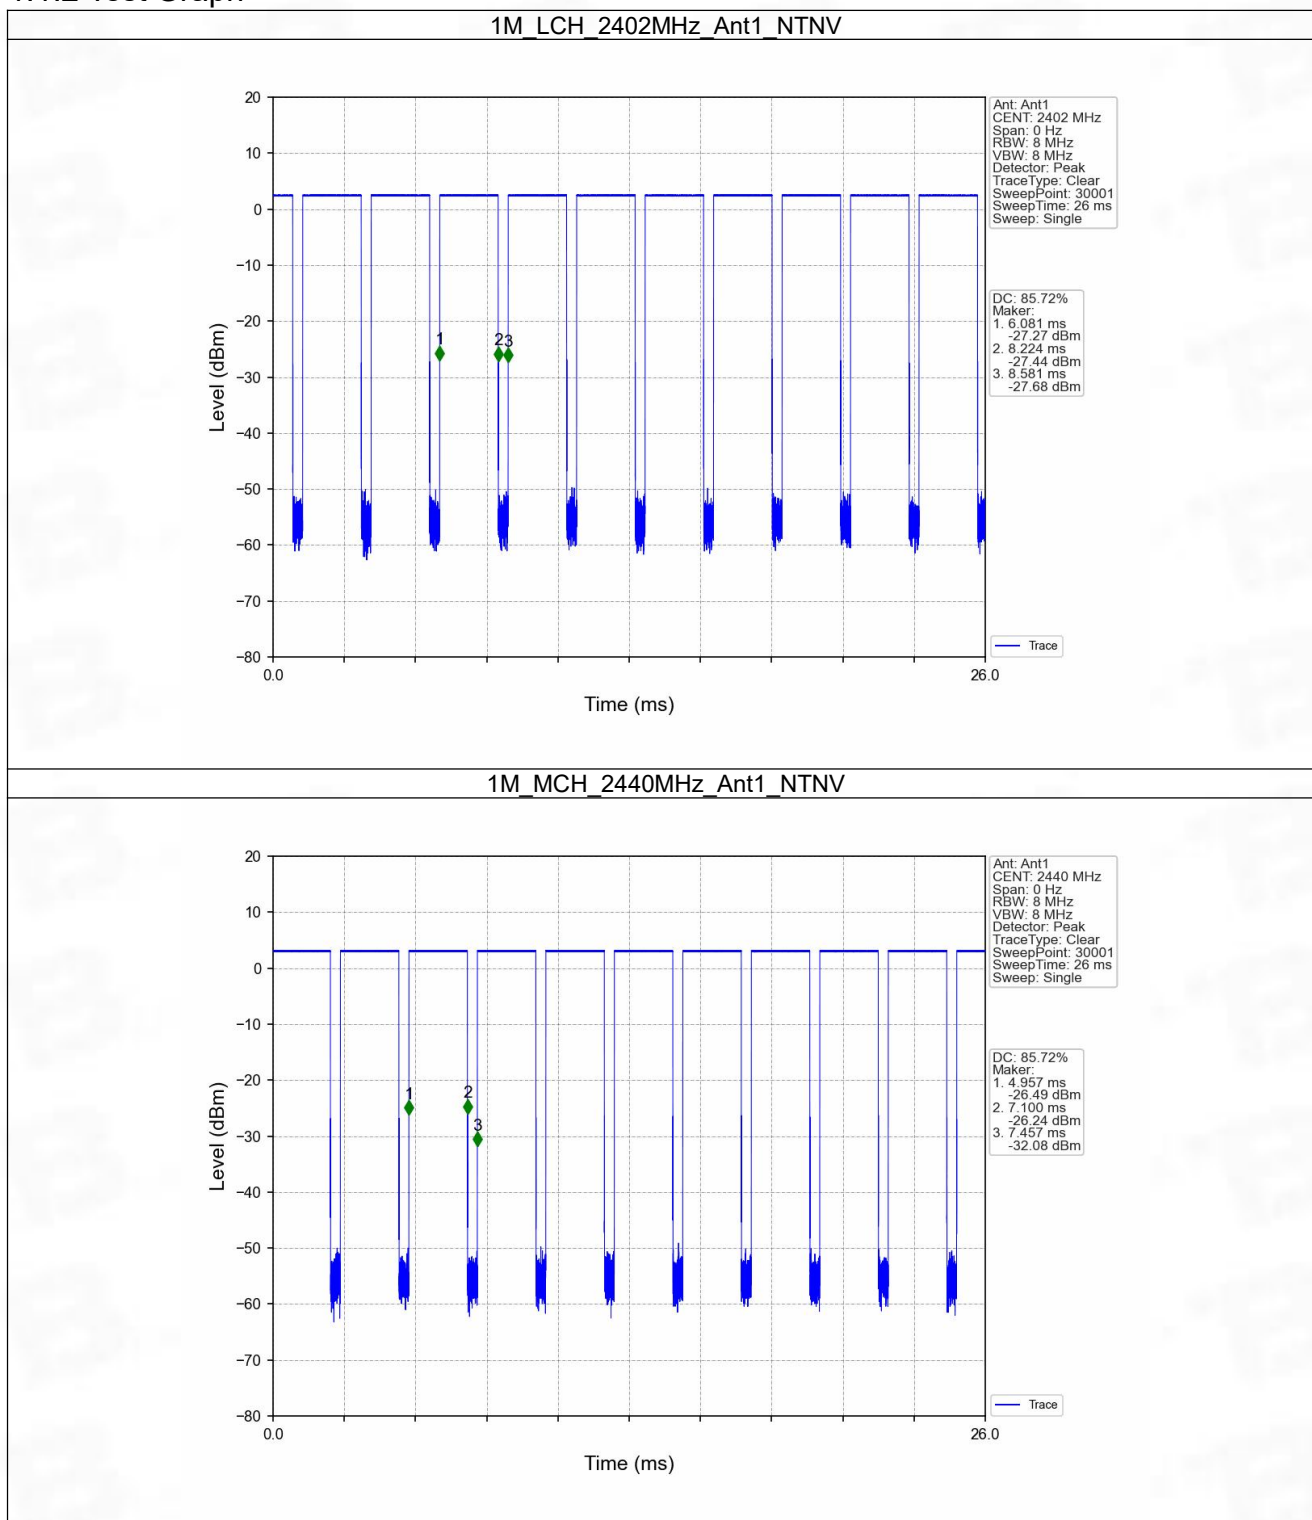 1M_LCH_2402MHz_Ant1_NTNV
20
10
0
−10
−20
−30
−40
−50
−60
−70
−80
Level (dBm)
1
2
3
0.0
26.0
Time (ms)
Ant: Ant1
CENT: 2402 MHz
Span: 0 Hz
RBW: 8 MHz
VBW: 8 MHz
Detector: Peak
TraceType: Clear
SweepPoint: 30001
SweepTime: 26 ms
Sweep: Single
DC: 85.72%
Maker:
1. 6.081 ms
-27.27 dBm
2. 8.224 ms
-27.44 dBm
3. 8.581 ms
-27.68 dBm
Trace
1M_MCH_2440MHz_Ant1_NTNV
20
10
0
−10
−20
−30
−40
−50
−60
−70
−80
Level (dBm)
1
2
3
0.0
26.0
Time (ms)
Ant: Ant1
CENT: 2440 MHz
Span: 0 Hz
RBW: 8 MHz
VBW: 8 MHz
Detector: Peak
TraceType: Clear
SweepPoint: 30001
SweepTime: 26 ms
Sweep: Single
DC: 85.72%
Maker:
1. 4.957 ms
-26.49 dBm
2. 7.100 ms
-26.24 dBm
3. 7.457 ms
-32.08 dBm
Trace